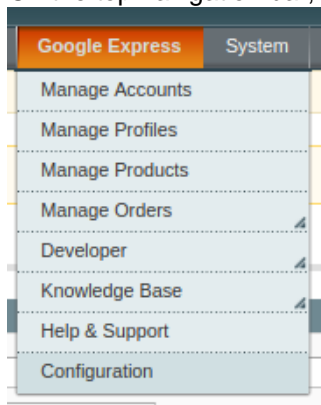 Google Express System
Manage Accounts
Manage Profiles
Manage Products
Manage Orders
Developer
Knowledge Base
Help & Support
Configuration